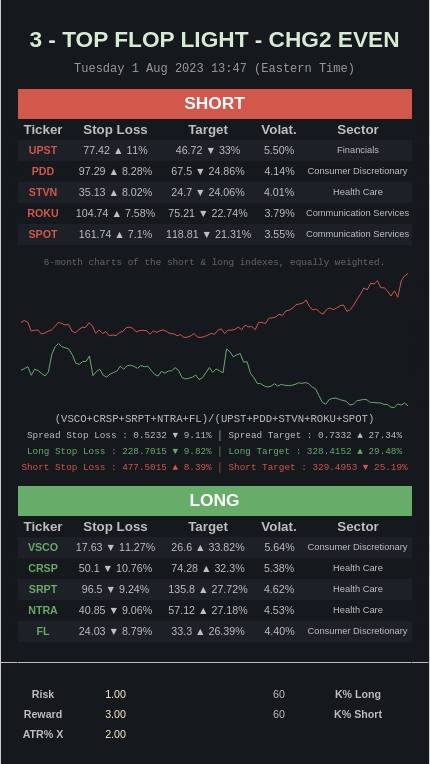 3 - TOP FLOP LIGHT - CHG2 EVEN
Tuesday 1 Aug 2023 13:47 (Eastern Time)
SHORT
Ticker Stop Loss Target Volat. Sector
UPST 77.42 ▲ 11% 46.72 ▼ 33% 5.50% Financials
PDD 97.29 ▲ 8.28% 67.5 ▼ 24.86% 4.14% Consumer Discretionary
STVN 35.13 ▲ 8.02% 24.7 ▼ 24.06% 4.01% Health Care
ROKU 104.74 ▲ 7.58% 75.21 ▼ 22.74% 3.79% Communication Services
SPOT 161.74 ▲ 7.1% 118.81 ▼ 21.31% 3.55% Communication Services
6-month charts of the short & long indexes, equally weighted.
(VSCO+CRSP+SRPT+NTRA+FL)/(UPST+PDD+STVN+ROKU+SPOT)
Spread Stop Loss : 0.5232 ▼ 9.11% | Spread Target : 0.7332 ▲ 27.34%
Long Stop Loss : 228.7015 ▼ 9.82% | Long Target : 328.4152 ▲ 29.48%
Short Stop Loss : 477.5015 ▲ 8.39% | Short Target : 329.4953 ▼ 25.19%
LONG
Ticker Stop Loss Target Volat. Sector
VSCO 17.63 ▼ 11.27% 26.6 ▲ 33.82% 5.64% Consumer Discretionary
CRSP 50.1 ▼ 10.76% 74.28 ▲ 32.3% 5.38% Health Care
SRPT 96.5 ▼ 9.24% 135.8 ▲ 27.72% 4.62% Health Care
NTRA 40.85 ▼ 9.06% 57.12 ▲ 27.18% 4.53% Health Care
FL 24.03 ▼ 8.79% 33.3 ▲ 26.39% 4.40% Consumer Discretionary
Risk 1.00 60 K% Long
Reward 3.00 60 K% Short
ATR% X 2.00